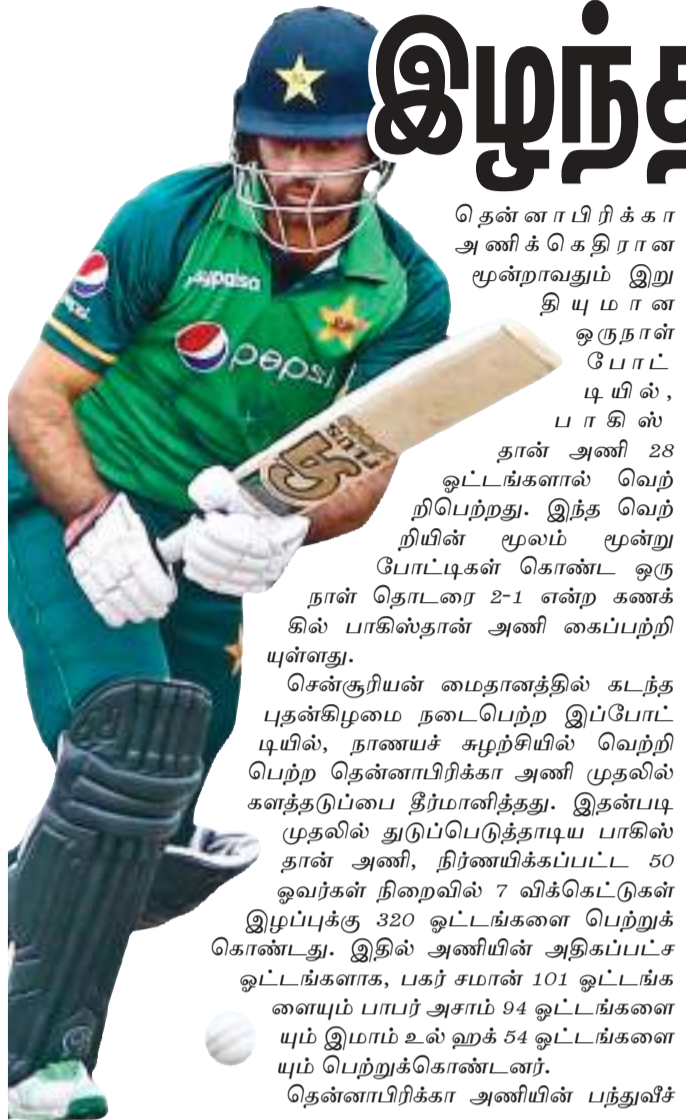 இழந்த
தென்னாபிரிக்கா
அணிக்கெதிரான
மூன்றாவதும் இறு
தியுமான
ஒருநாள்
போட்
டியில்,
பாகிஸ்
தான் அணி 28
ஓட்டங்களால் வெற்
றிபெற்றது. இந்த வெற்
றியின் மூலம் மூன்று
போட்டிகள் கொண்ட ஒரு
நாள் தொடரை 2-1 என்ற கணக்
கில் பாகிஸ்தான் அணி கைப்பற்றி
யுள்ளது.
சென்சூரியன் மைதானத்தில் கடந்த
புதன்கிழமை நடைபெற்ற இப்போட்
டியில், நாணயச் சுழற்சியில் வெற்றி
பெற்ற தென்னாபிரிக்கா அணி முதலில்
களத்தடுப்பை தீர்மானித்தது. இதன்படி
முதலில் துடுப்பெடுத்தாடிய பாகிஸ்
தான் அணி, நிர்ணயிக்கப்பட்ட 50
ஓவர்கள் நிறைவில் 7 விக்கெட்டுகள்
இழப்புக்கு 320 ஓட்டங்களை பெற்றுக்
கொண்டது. இதில் அணியின் அதிகப்பட்ச
ஓட்டங்களாக, பகர் சமான் 101 ஓட்டங்க
ளையும் பாபர் அசாம் 94 ஓட்டங்களை
யும் இமாம் உல் ஹக் 54 ஓட்டங்களை
யும் பெற்றுக்கொண்டனர்.
தென்னாபிரிக்கா அணியின் பந்துவீச்
pepsi
pepsi
PLUS